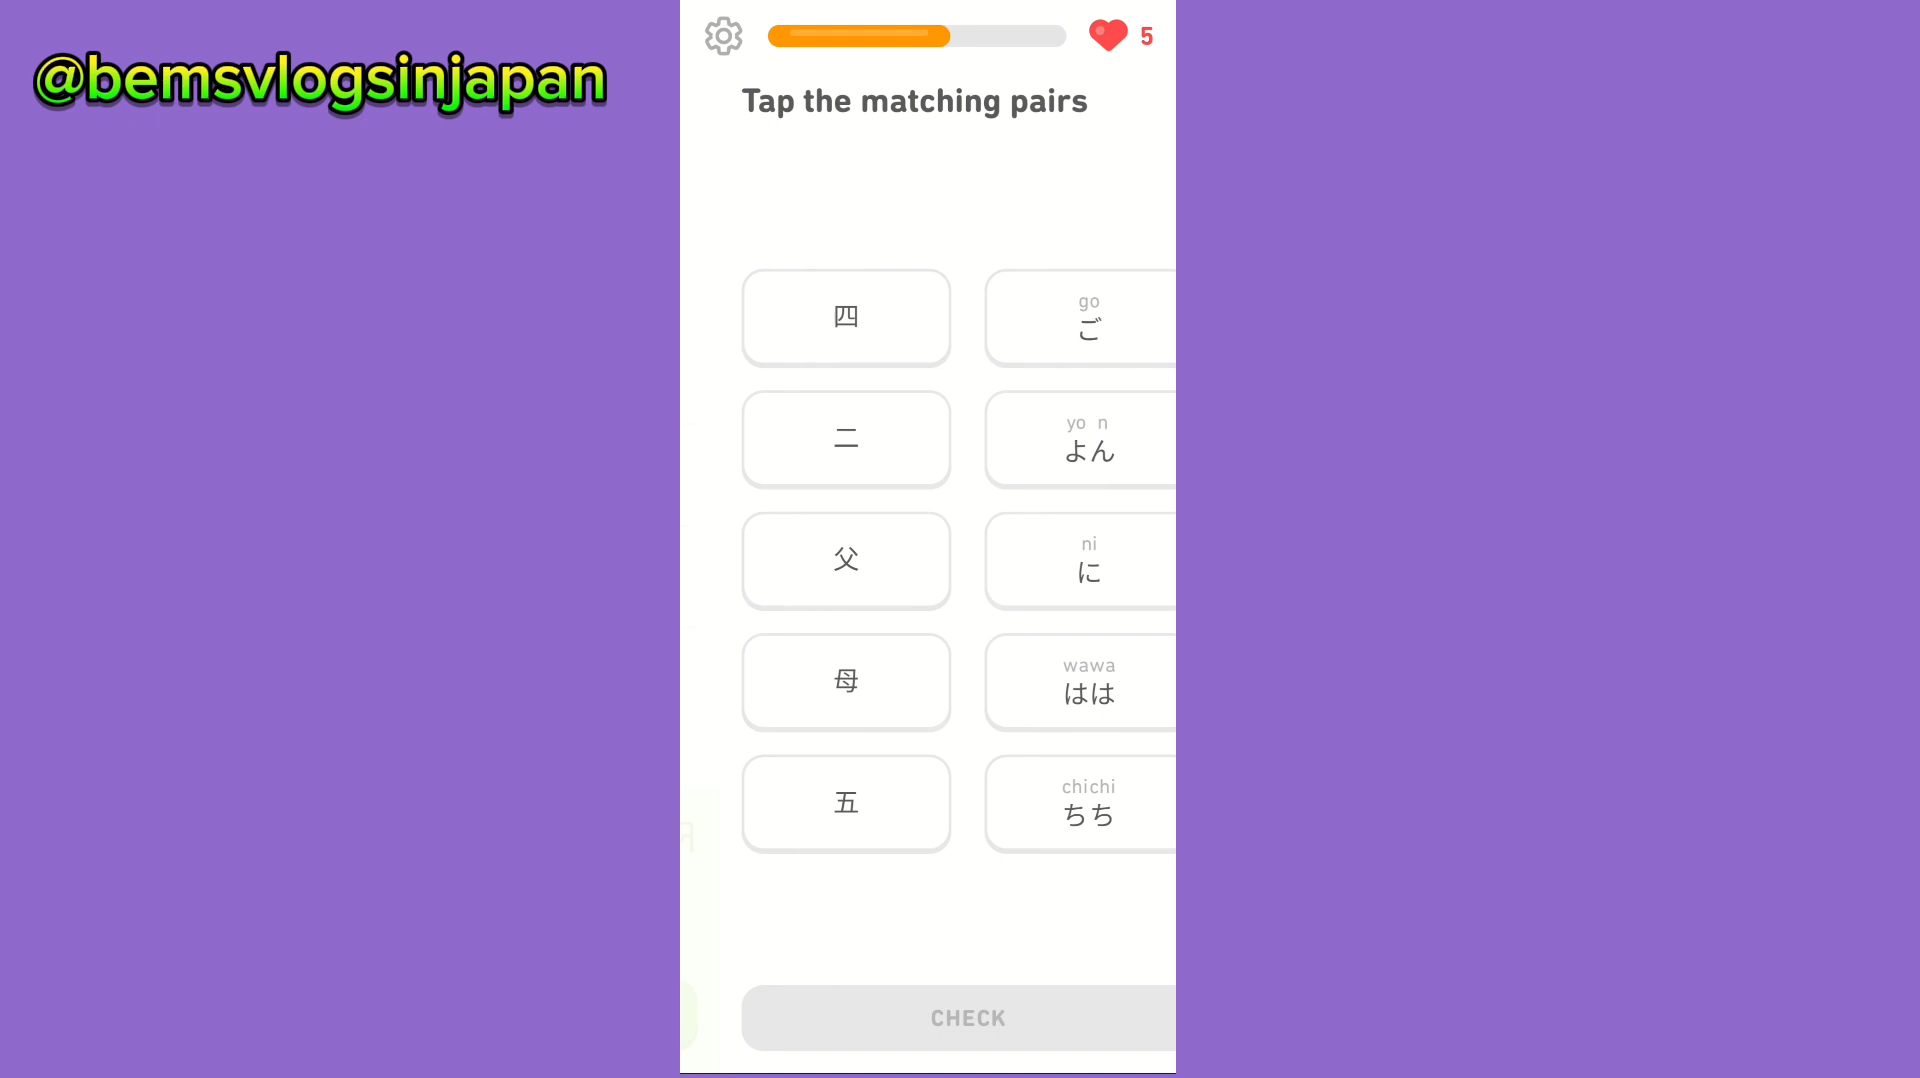 @bemsvlogsinjapan
5
Tap the matching pairs
四
go
ご
二
yo n
よん
父
ni
に
母
wawa
はは
五
chichi
ちち
CHECK